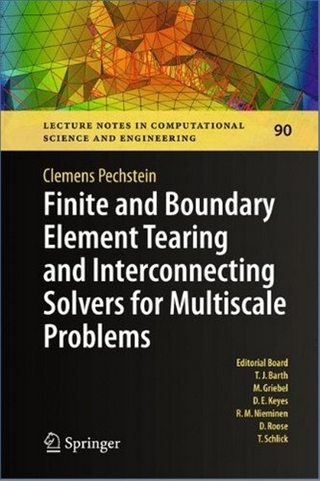 LECTURE NOTES IN COMPUTATIONAL
SCIENCE AND ENGINEERING
90
Clemens Pechstein
Finite and Boundary
Element Tearing
and Interconnecting
Solvers for Multiscale
Problems
Editorial Board
T. J. Barth
M. Griebel
D. E. Keyes
R. M. Nieminen
D. Roose
T. Schlick
Springer